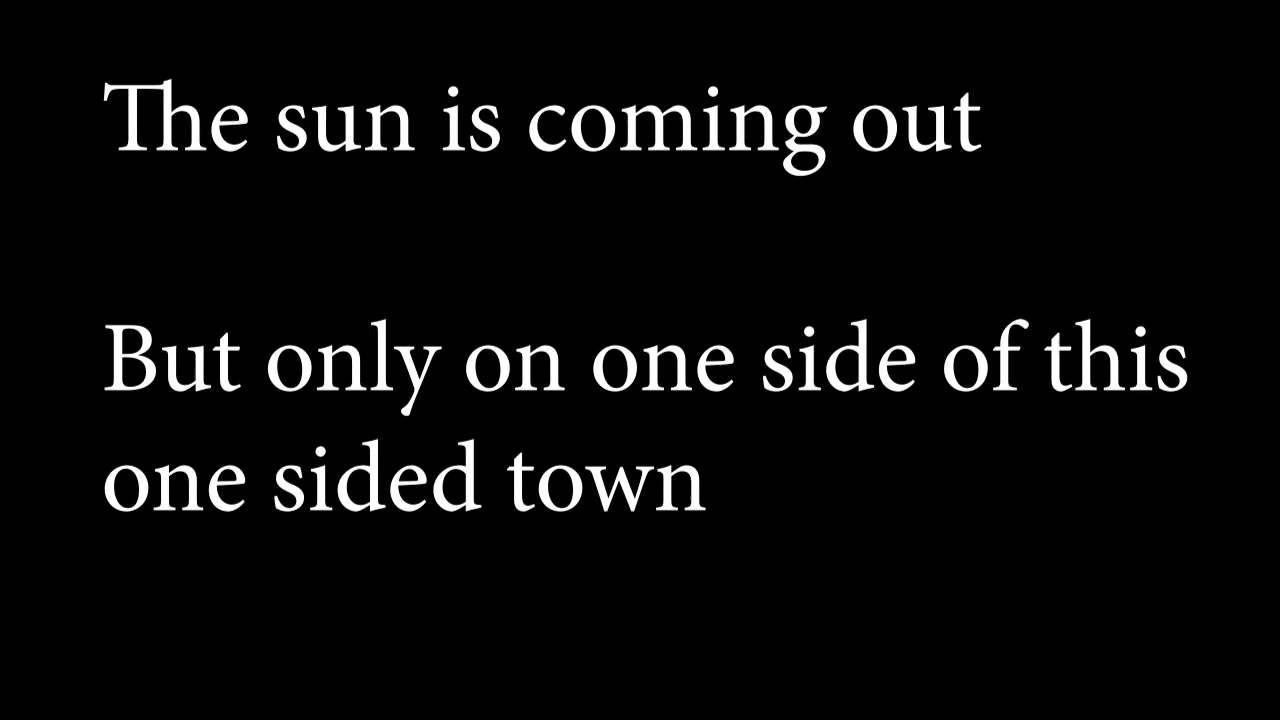 The sun is coming out
But only on one side of this
one sided town